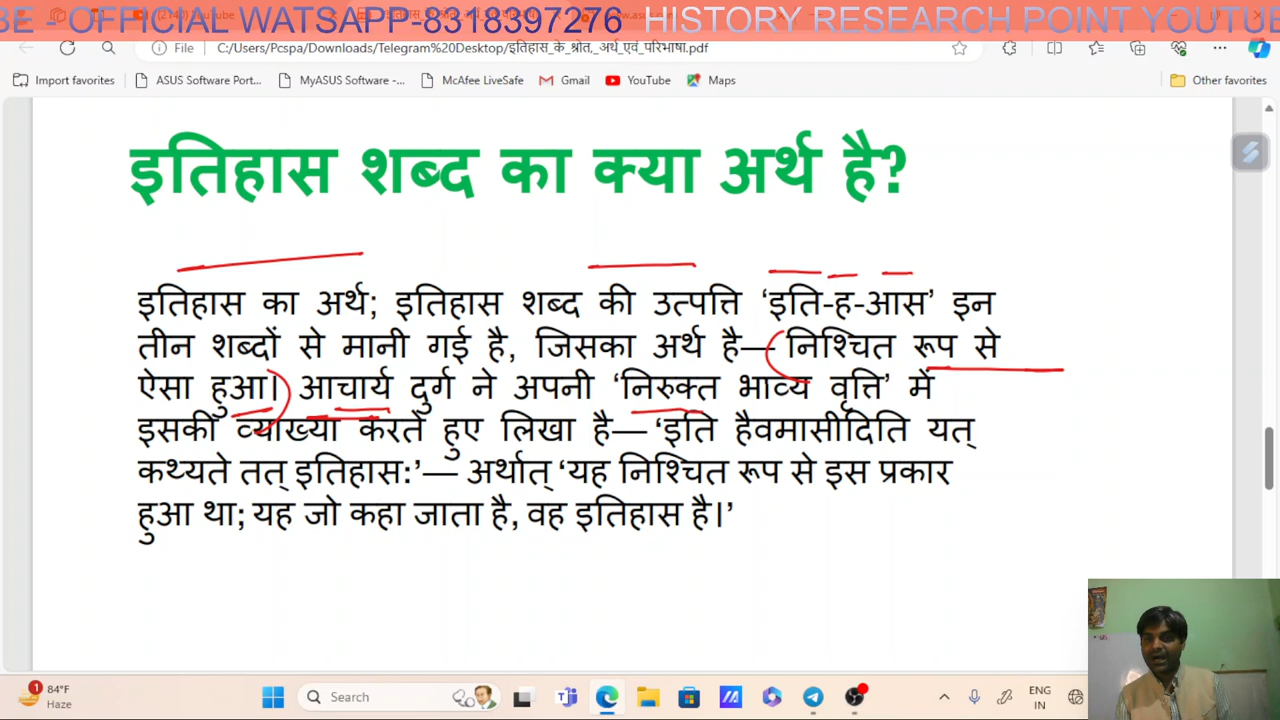 BE OFFICIAL WATSAPP-8318397276 HISTORY RESEARCH POINT YOUTUB
File C:/Users/Pcspa/Downloads/Telegram%20Desktop/इतिहास_के_श्रोत,_अर्थ_एवं_परिभाषा.pdf
Import favorites ASUS Software Port... MyASUS Software -... McAfee LiveSafe Gmail YouTube Maps Other favorites
इतिहास शब्द का क्या अर्थ है?
इतिहास का अर्थ; इतिहास शब्द की उत्पत्ति ‘इति-ह-आस’ इन
तीन शब्दों से मानी गई है, जिसका अर्थ है— निश्चित रूप से
ऐसा हुआ। आचार्य दुर्ग ने अपनी ‘निरुक्त भाव्य वृत्ति’ में
इसकी व्याख्या करते हुए लिखा है— ‘इति हैवमासीदिति यत्
कथ्यते तत् इतिहास:’— अर्थात् ‘यह निश्चित रूप से इस प्रकार
हुआ था; यह जो कहा जाता है, वह इतिहास है।’
1 84°F Search ENG
Haze IN